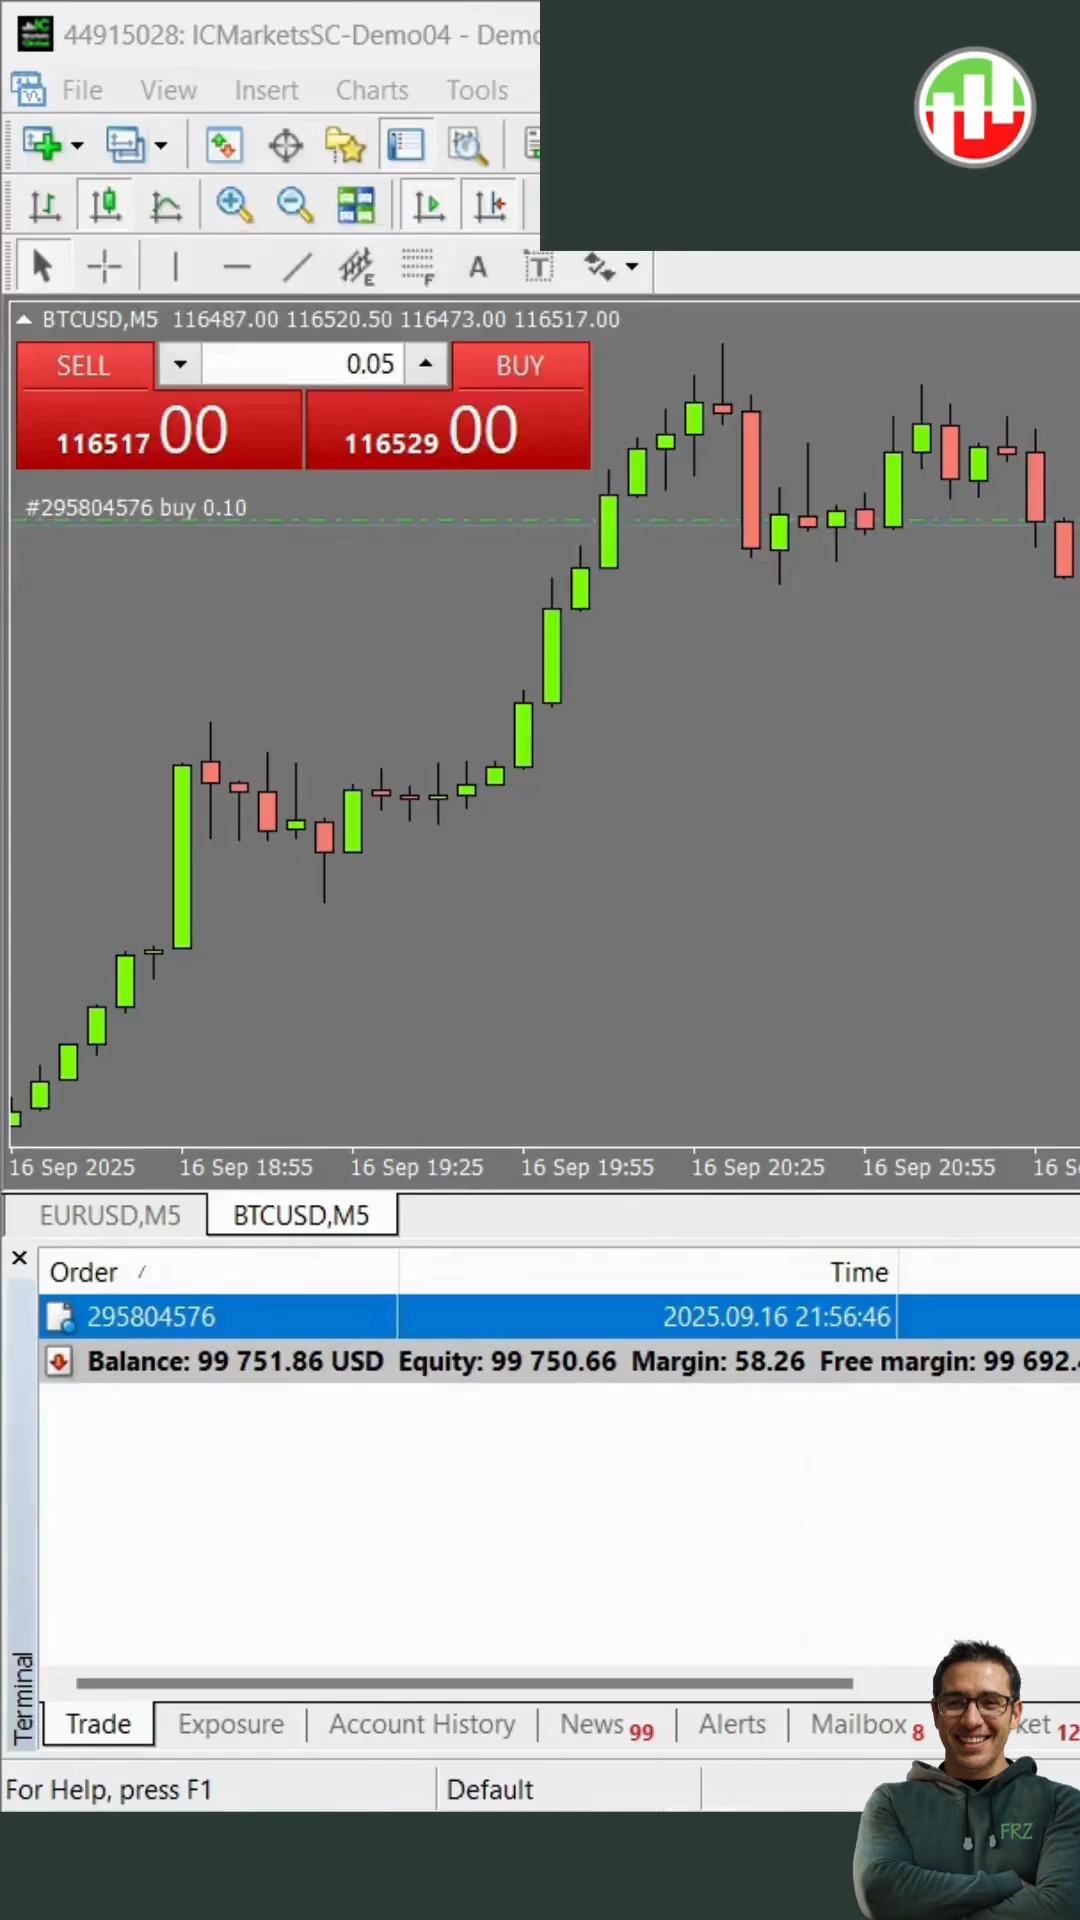 44915028: ICMarketsSC-Demo04 - Demo
File View Insert Charts Tools
E F A T
BTCUSD,M5 116487.00 116520.50 116473.00 116517.00
SELL 0.05 BUY
116517 00 116529 00
#295804576 buy 0.10
16 Sep 2025 16 Sep 18:55 16 Sep 19:25 16 Sep 19:55 16 Sep 20:25 16 Sep 20:55 16 S
EURUSD,M5 BTCUSD,M5
Order / Time
295804576 2025.09.16 21:56:46
Balance: 99 751.86 USD Equity: 99 750.66 Margin: 58.26 Free margin: 99 692.
Terminal
Trade Exposure Account History News 99 Alerts Mailbox 8 ket 12
For Help, press F1 Default
FRZ